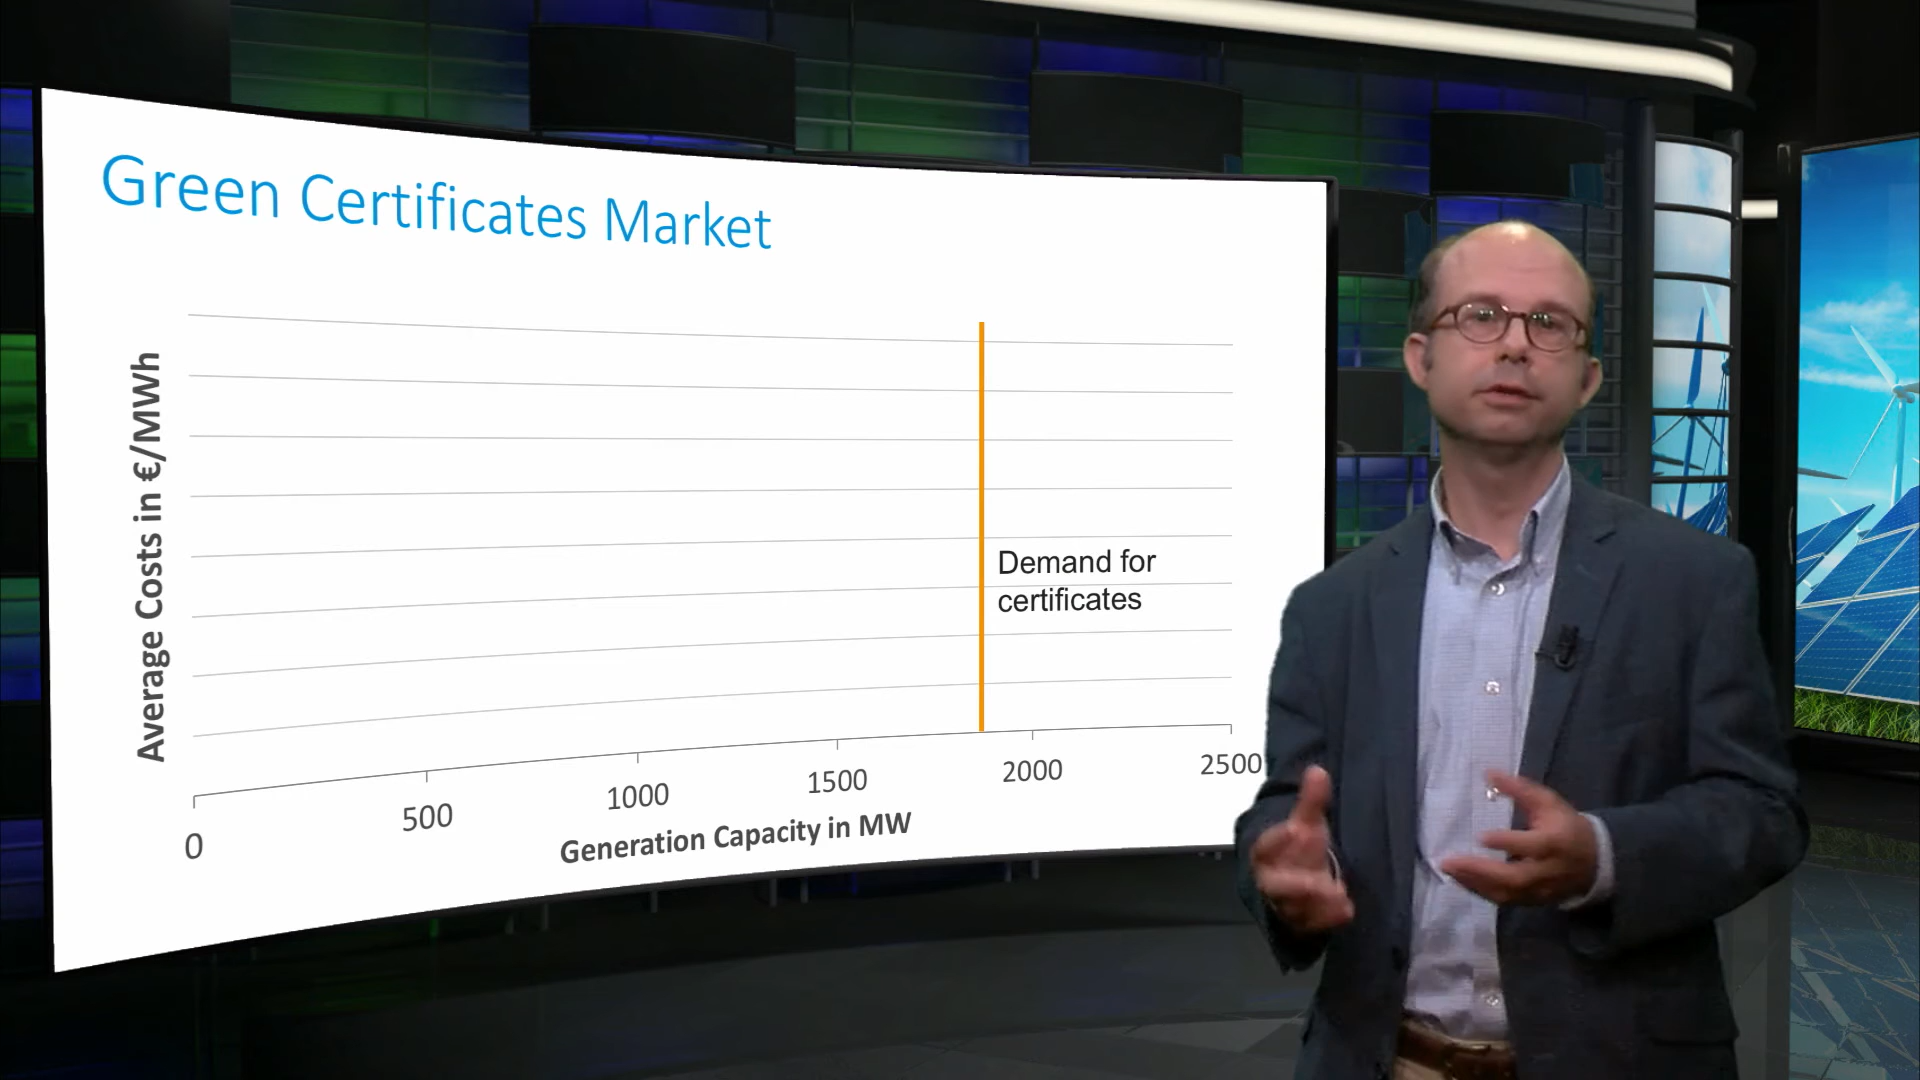 Green Certificates Market
Average Costs in €/MWh
Demand for
certificates
0
500
1000
1500
2000
2500
Generation Capacity in MW